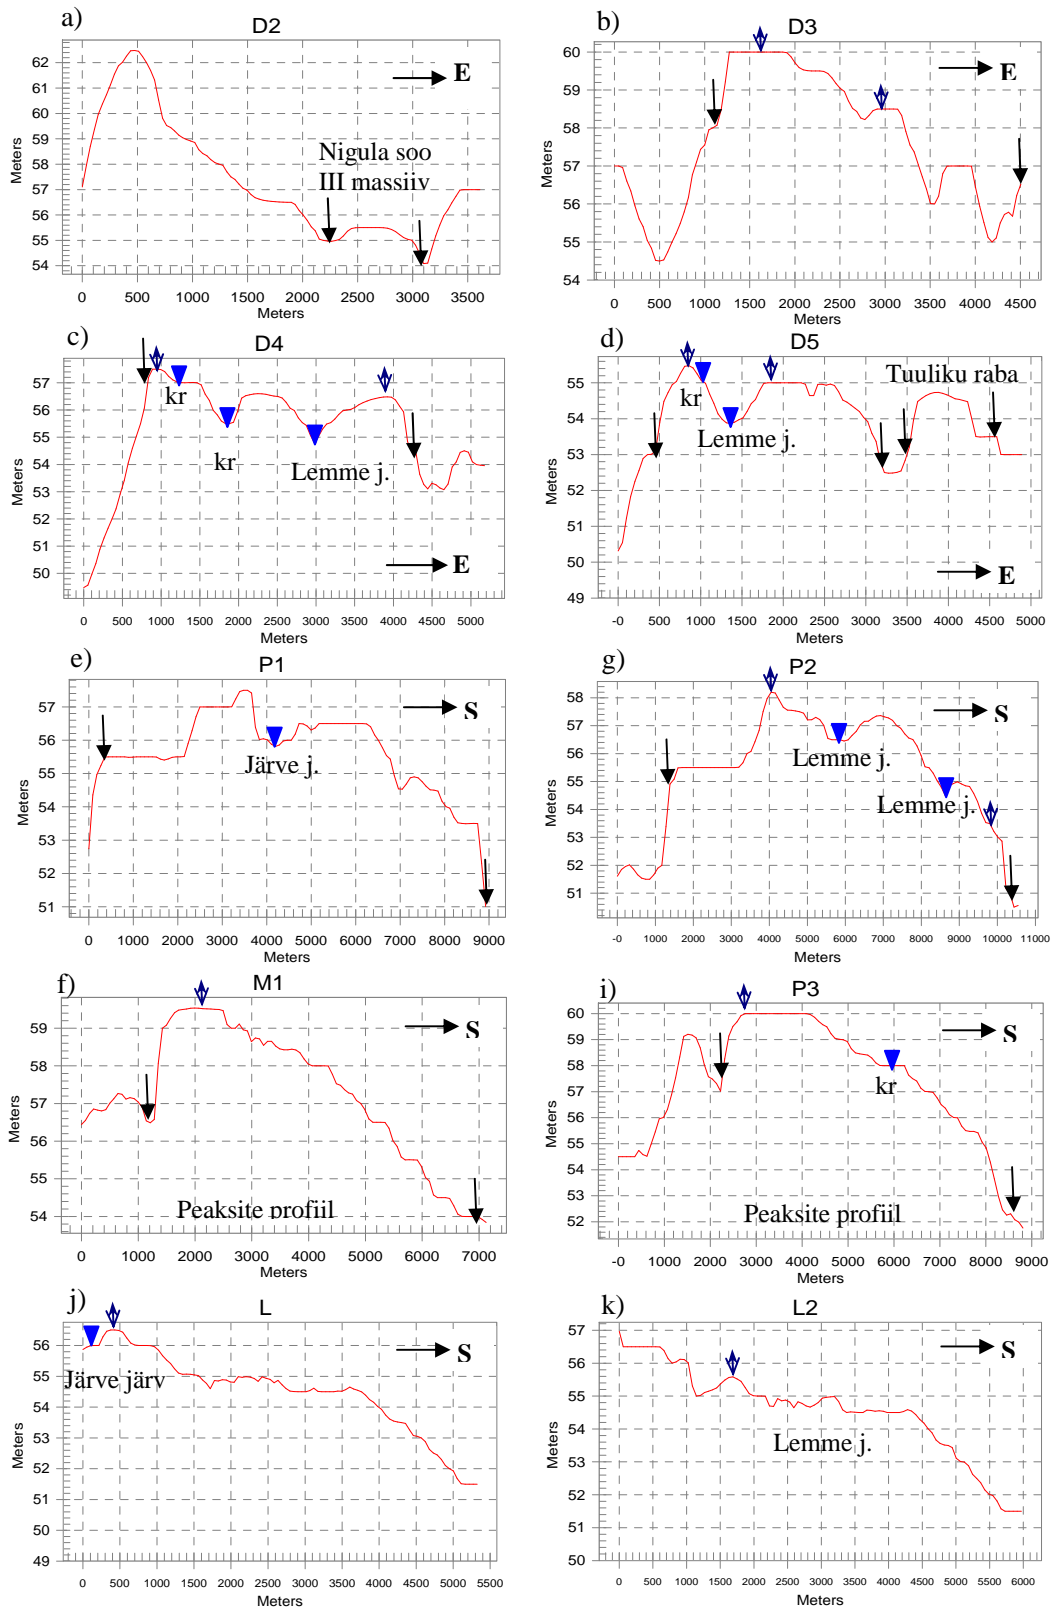 a)
D2
62
61
60
59
58
57
56
55
54
Meters
E
Nigula soo
III massiiv
0 500 1000 1500 2000 2500 3000 3500
Meters
b)
D3
60
59
58
57
56
55
54
Meters
E
0 500 1000 1500 2000 2500 3000 3500 4000 4500
Meters
c)
D4
57
56
55
54
53
52
51
50
Meters
kr
kr
Lemme j.
E
0 500 1000 1500 2000 2500 3000 3500 4000 4500 5000
Meters
d)
D5
55
54
53
52
51
50
49
Meters
Tuuliku raba
kr
Lemme j.
E
-0 500 1000 1500 2000 2500 3000 3500 4000 4500 5000
Meters
e)
P1
57
56
55
54
53
52
51
Meters
S
Järve j.
0 1000 2000 3000 4000 5000 6000 7000 8000 9000
Meters
g)
P2
58
57
56
55
54
53
52
51
Meters
S
Lemme j.
Lemme j.
-0 1000 2000 3000 4000 5000 6000 7000 8000 9000 10000 11000
Meters
f)
M1
59
58
57
56
55
54
Meters
S
Peaksite profiil
0 1000 2000 3000 4000 5000 6000 7000
Meters
i)
P3
60
59
58
57
56
55
54
53
52
Meters
S
kr
Peaksite profiil
-0 1000 2000 3000 4000 5000 6000 7000 8000 9000
Meters
j)
L
56
55
54
53
52
51
50
49
Meters
S
Järve järv
0 500 1000 1500 2000 2500 3000 3500 4000 4500 5000 5500
Meters
k)
L2
57
56
55
54
53
52
51
50
Meters
S
Lemme j.
0 500 1000 1500 2000 2500 3000 3500 4000 4500 5000 5500 6000
Meters